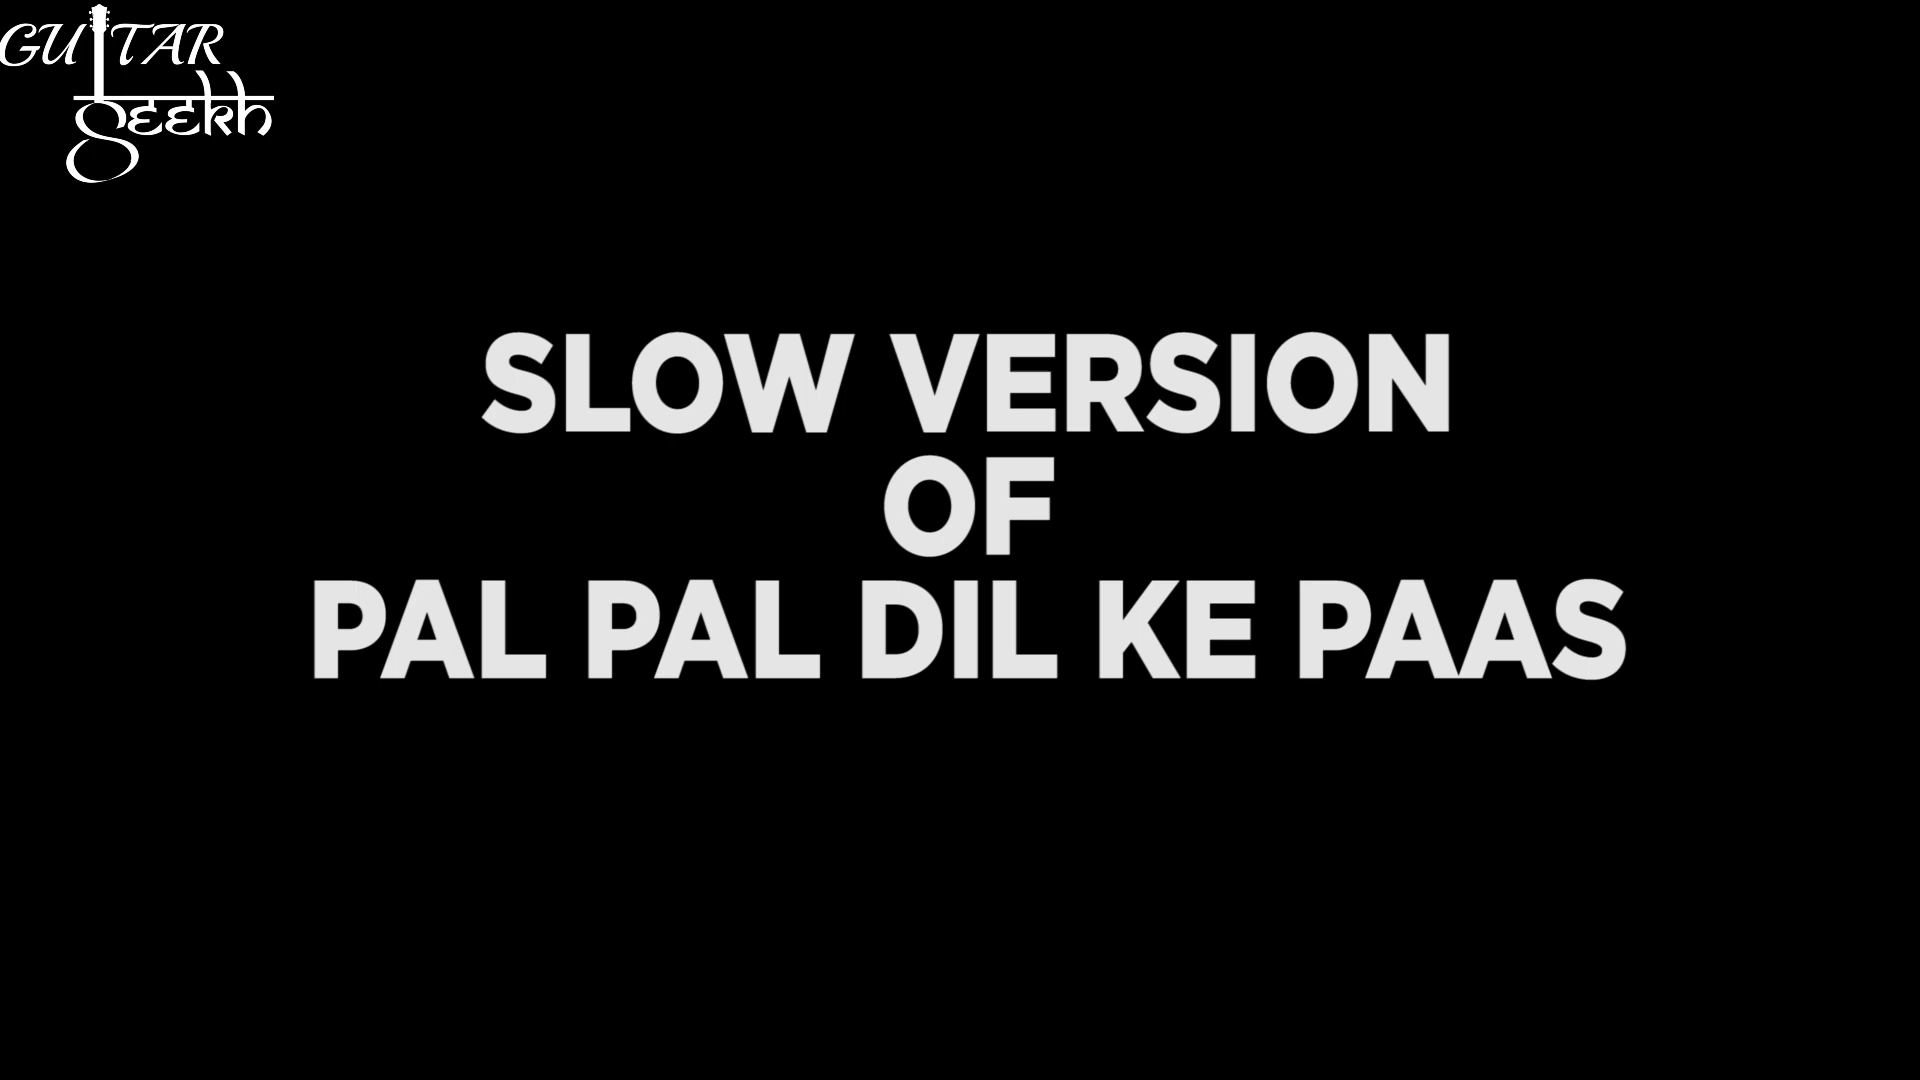 GUITAR
Seekh
SLOW VERSION
OF
PAL PAL DIL KE PAAS